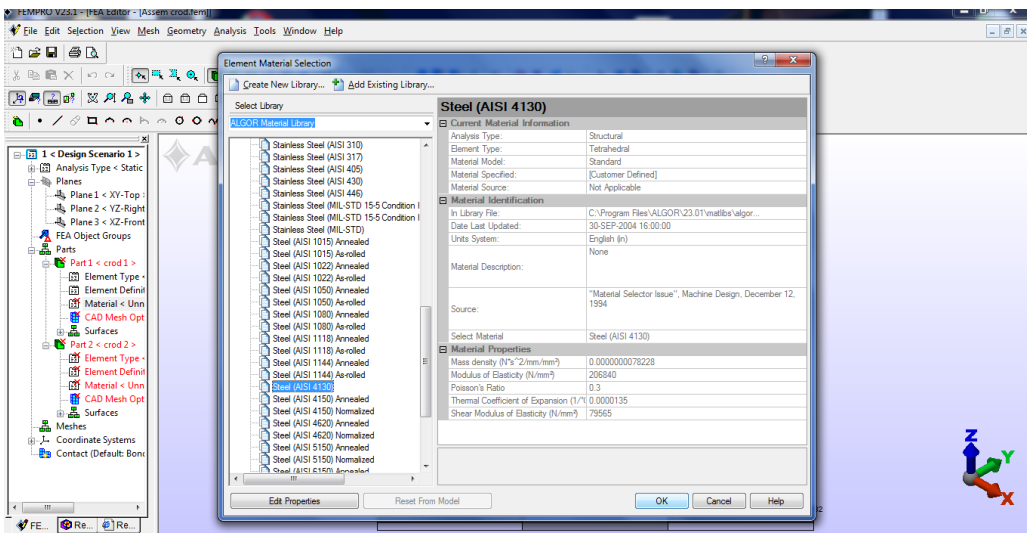 FEMPRO V23.1 - [FEA Editor - [Assem crod.fem]]
File Edit Selection View Mesh Geometry Analysis Tools Window Help
Element Material Selection
Create New Library... Add Existing Library...
Select Library
ALGOR Material Library
Stainless Steel (AISI 310)
Stainless Steel (AISI 317)
Stainless Steel (AISI 405)
Stainless Steel (AISI 430)
Stainless Steel (AISI 446)
Stainless Steel (MIL-STD 15-5 Condition
Stainless Steel (MIL-STD 15-5 Condition
Stainless Steel (MIL-STD)
Steel (AISI 1015) Annealed
Steel (AISI 1015) As-rolled
Steel (AISI 1022) Annealed
Steel (AISI 1022) As-rolled
Steel (AISI 1050) Annealed
Steel (AISI 1050) As-rolled
Steel (AISI 1080) Annealed
Steel (AISI 1080) As-rolled
Steel (AISI 1118) Annealed
Steel (AISI 1118) As-rolled
Steel (AISI 1144) Annealed
Steel (AISI 1144) As-rolled
Steel (AISI 4130)
Steel (AISI 4150) Annealed
Steel (AISI 4150) Normalized
Steel (AISI 4620) Annealed
Steel (AISI 4620) Normalized
Steel (AISI 5150) Annealed
Steel (AISI 5150) Normalized
Steel (AISI 6150) Annealed
Edit Properties
Reset From Model
Steel (AISI 4130)
Current Material Information
Analysis Type: Structural
Element Type: Tetrahedral
Material Model: Standard
Material Specified: [Customer Defined]
Material Source: Not Applicable
Material Identification
In Library File: C:\Program Files\ALGOR\23.01\matlibs\algor...
Date Last Updated: 30-SEP-2004 16:00:00
Units System: English (in)
Material Description: None
Source: "Material Selector Issue", Machine Design, December 12,
1994
Select Material Steel (AISI 4130)
Material Properties
Mass density (N*s^2/mm/mm³) 0.0000000078228
Modulus of Elasticity (N/mm²) 206840
Poisson's Ratio 0.3
Thermal Coefficient of Expansion (1/° 0.0000135
Shear Modulus of Elasticity (N/mm²) 79565
OK Cancel Help
1 < Design Scenario 1 >
Analysis Type < Static
Planes
Plane 1 < XY-Top
Plane 2 < YZ-Right
Plane 3 < XZ-Front
FEA Object Groups
Parts
Part 1 < crod 1 >
Element Type <
Element Definit
Material < Unn
CAD Mesh Opt
Surfaces
Part 2 < crod 2 >
Element Type <
Element Definit
Material < Unn
CAD Mesh Opt
Surfaces
Meshes
Coordinate Systems
Contact (Default: Bon
FE... Re... Re...
A
Z
Y
X